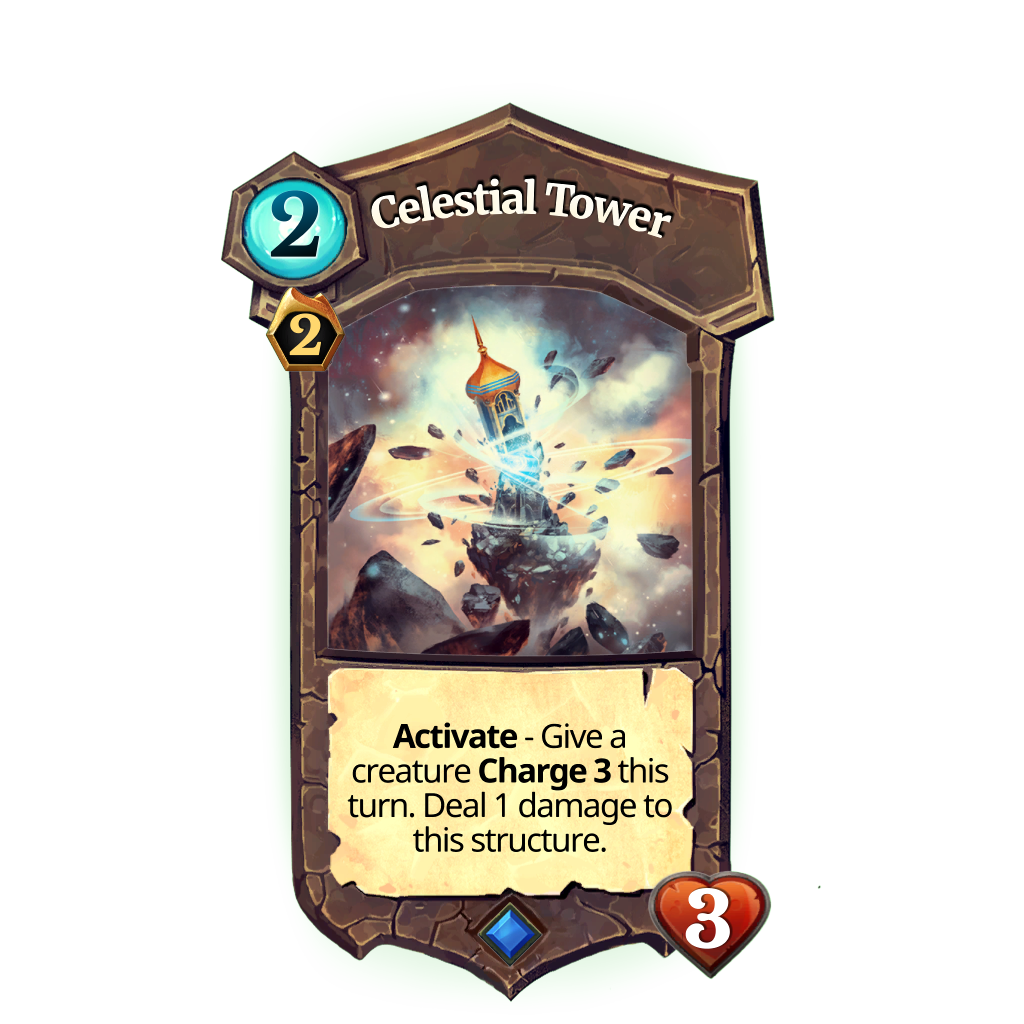 2
Celestial Tower
2
Activate - Give a
creature Charge 3 this
turn. Deal 1 damage to
this structure.
3